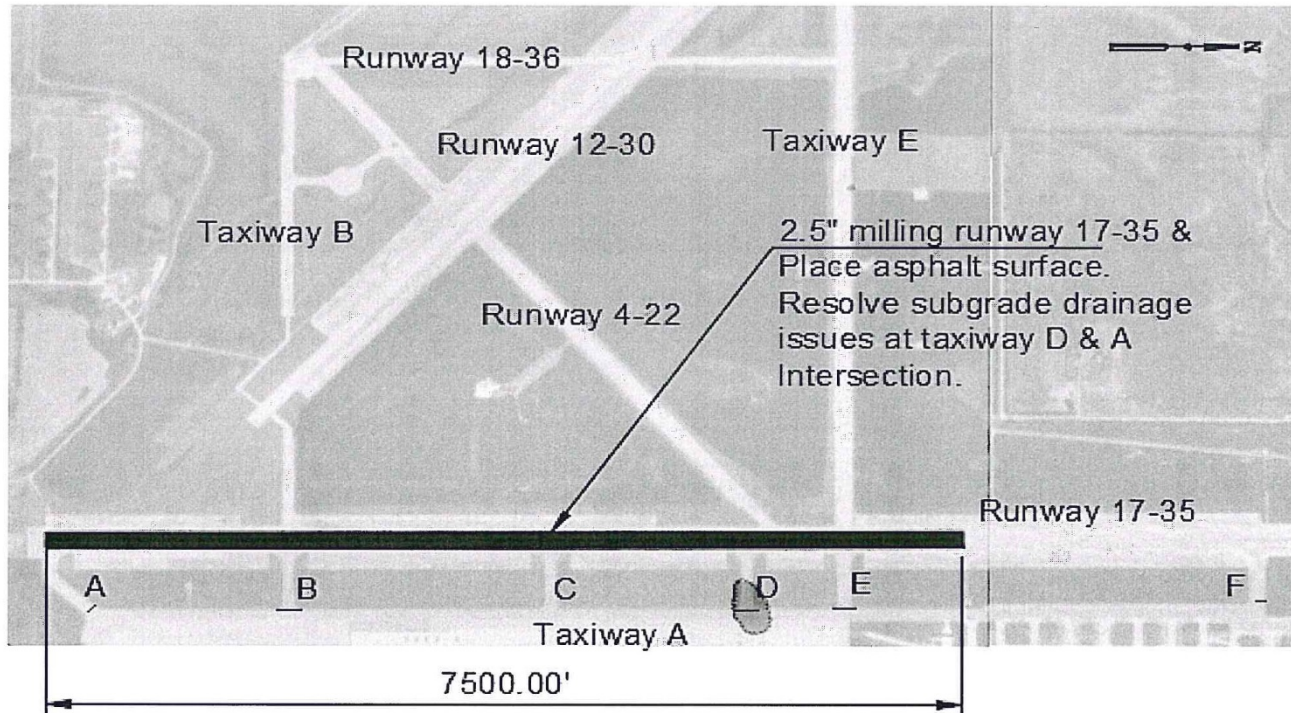 N
Runway 18-36
Runway 12-30
Taxiway E
Taxiway B
2.5" milling runway 17-35 &
Place asphalt surface.
Resolve subgrade drainage
issues at taxiway D & A
Intersection.
Runway 4-22
Runway 17-35
A
B
C
D
E
F
Taxiway A
7500.00'